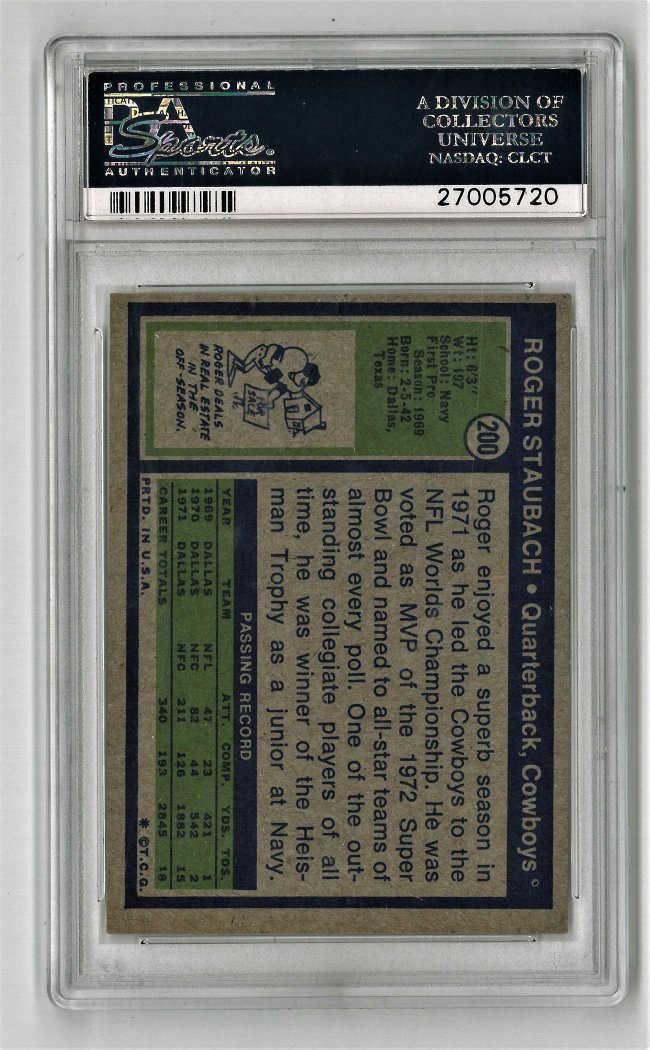 PROFESSIONAL
PSA
Sports®
AUTHENTICATOR
A DIVISION OF
COLLECTORS
UNIVERSE
NASDAQ: CLCT
27005720
ROGER STAUBACH • Quarterback, Cowboys
200
Ht: 6'3"
Wt: 197
School: Navy
First Pro
Season: 1969
Born: 2-5-42
Home: Dallas,
Texas
FOR
SALE
ROGER DEALS
IN REAL ESTATE
IN THE
OFF-SEASON.
Roger enjoyed a superb season in
1971 as he led the Cowboys to the
NFL Worlds Championship. He was
voted as MVP of the 1972 Super
Bowl and named to all-star teams of
almost every poll. One of the out-
standing collegiate players of all
time, he was winner of the Heis-
man Trophy as a junior at Navy.
PASSING RECORD
YEAR TEAM ATT. COMP. YDS. TDS.
1969 DALLAS NFL 47 23 421 1
1970 DALLAS NFC 82 44 542 2
1971 DALLAS NFC 211 126 1882 15
CAREER TOTALS 340 193 2845 18
PRTD. IN U.S.A. * ©T.C.G.